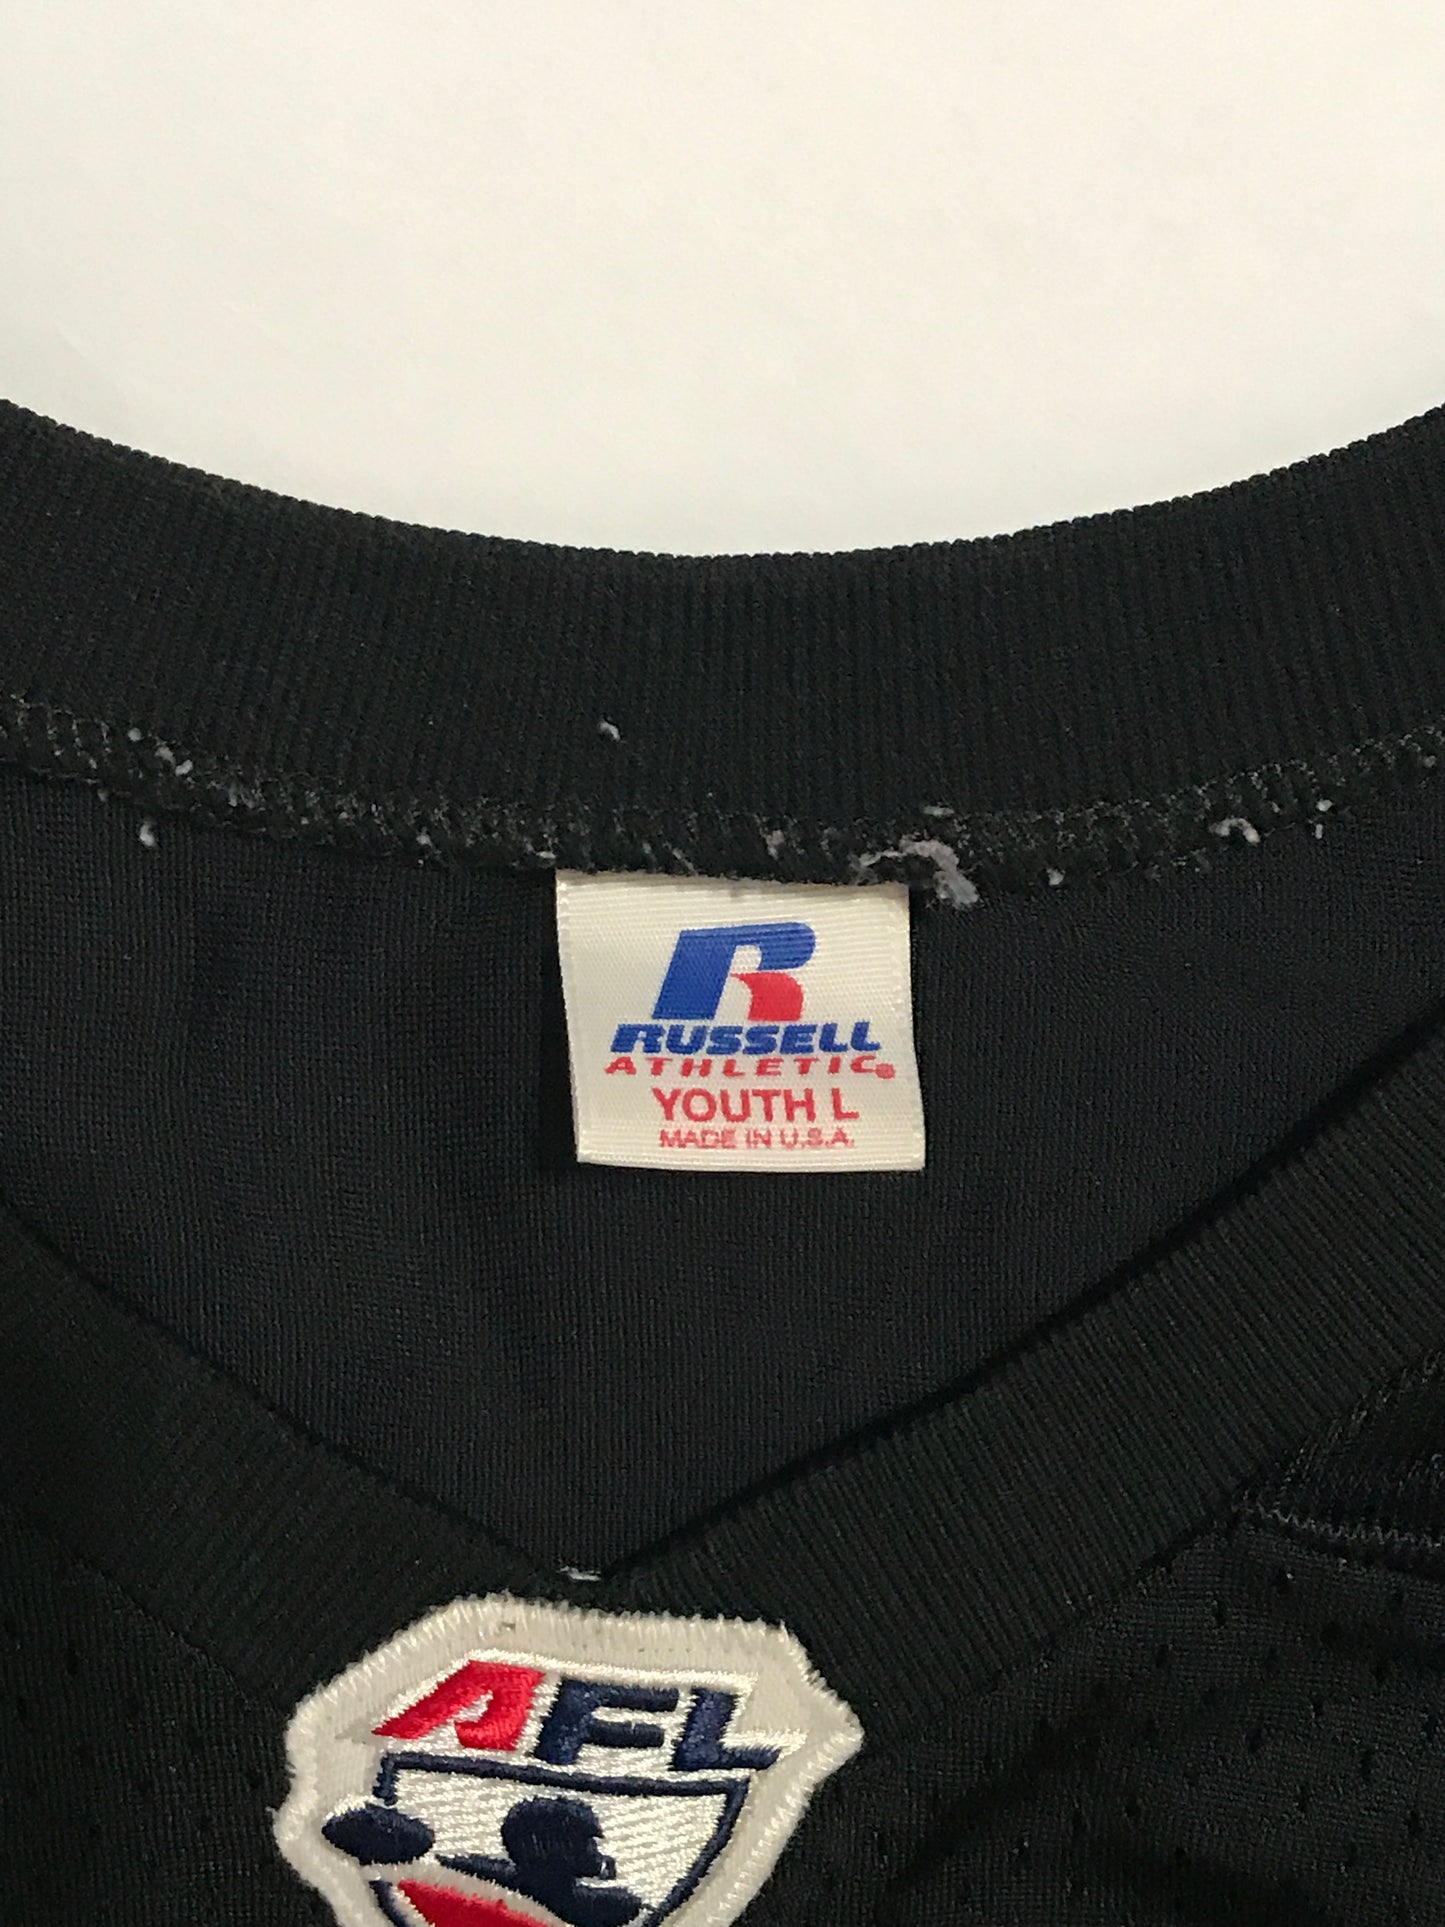 R
RUSSELL
ATHLETIC®
YOUTH L
MADE IN U.S.A.
AFL